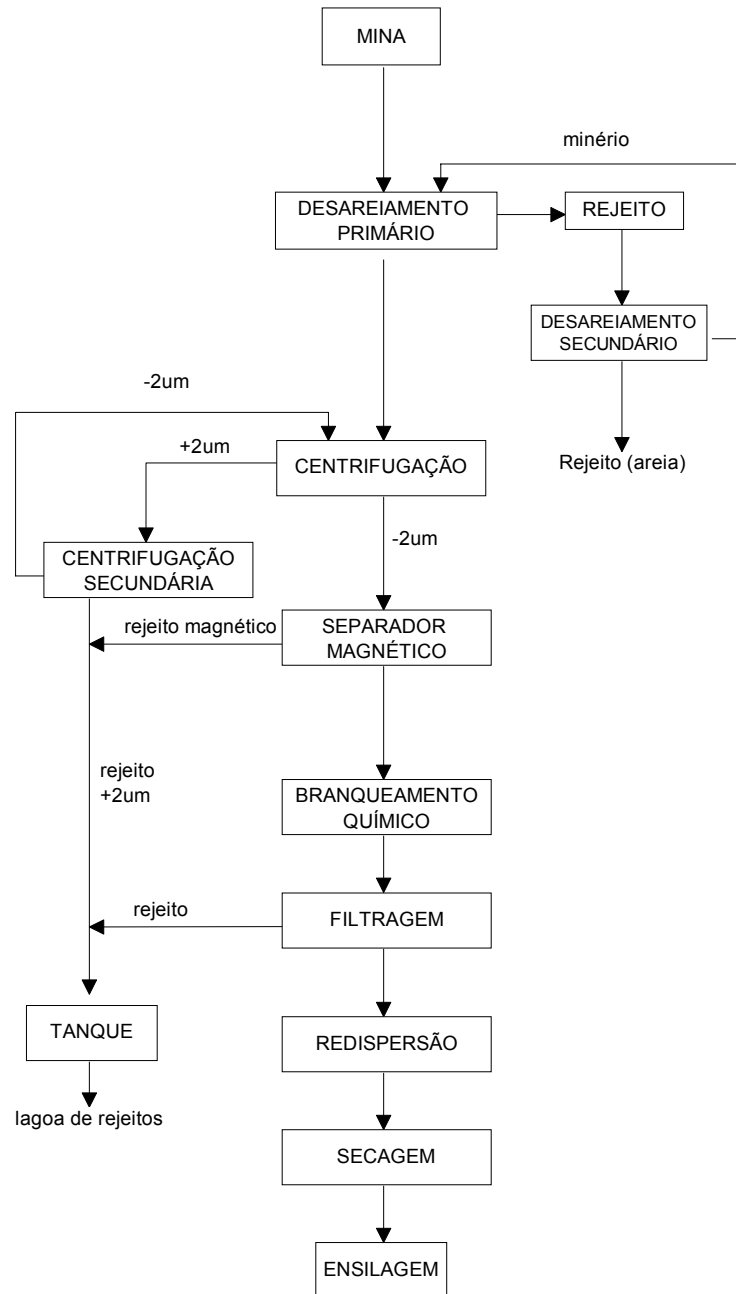 MINA
minério
DESAREIAMENTO
PRIMÁRIO
REJEITO
DESAREIAMENTO
SECUNDÁRIO
Rejeito (areia)
-2um
+2um
CENTRIFUGAÇÃO
-2um
CENTRIFUGAÇÃO
SECUNDÁRIA
rejeito magnético
SEPARADOR
MAGNÉTICO
rejeito
+2um
BRANQUEAMENTO
QUÍMICO
rejeito
FILTRAGEM
TANQUE
REDISPERSÃO
lagoa de rejeitos
SECAGEM
ENSILAGEM